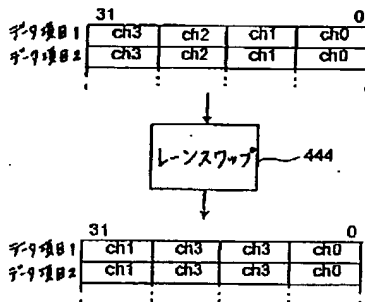 31 0
データ項目1 ch3 ch2 ch1 ch0
データ項目2 ch3 ch2 ch1 ch0
レーンスワップ 444
31 0
データ項目1 ch1 ch3 ch3 ch0
データ項目2 ch1 ch3 ch3 ch0